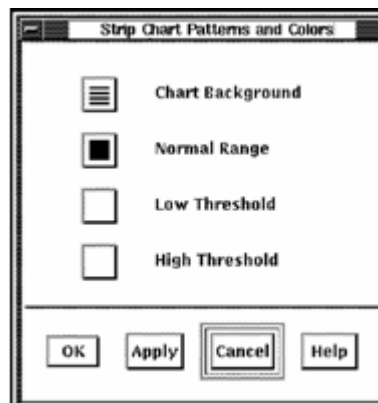 Strip Chart Patterns and Colors
Chart Background
Normal Range
Low Threshold
High Threshold
OK Apply Cancel Help